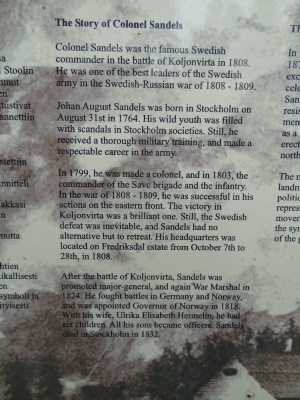 The Story of Colonel Sandels
Colonel Sandels was the famous Swedish
commander in the battle of Koljonvirta in 1808.
He was one of the best leaders of the Swedish
army in the Swedish-Russian war of 1808 - 1809.
Johan August Sandels was born in Stockholm on
August 31st in 1764. His wild youth was filled
with scandals in Stockholm societies. Still, he
received a thorough military training, and made a
respectable career in the army.
In 1799, he was made a colonel, and in 1803, the
commander of the Savo brigade and the infantry.
In the war of 1808 - 1809, he was successful in his
actions on the eastern front. The victory in
Koljonvirta was a brilliant one. Still, the Swedish
defeat was inevitable, and Sandels had no
alternative but to retreat. His headquarters was
located on Fredriksdal estate from October 7th to
28th, in 1808.
After the battle of Koljonvirta, Sandels was
promoted major-general, and again War Marshal in
1824. He fought battles in Germany and Norway,
and was appointed Governor of Norway in 1818.
With his wife, Ulrika Elisabeth Hermelin, he had
six children. All his sons became officers. Sandels
died in Stockholm in 1832.